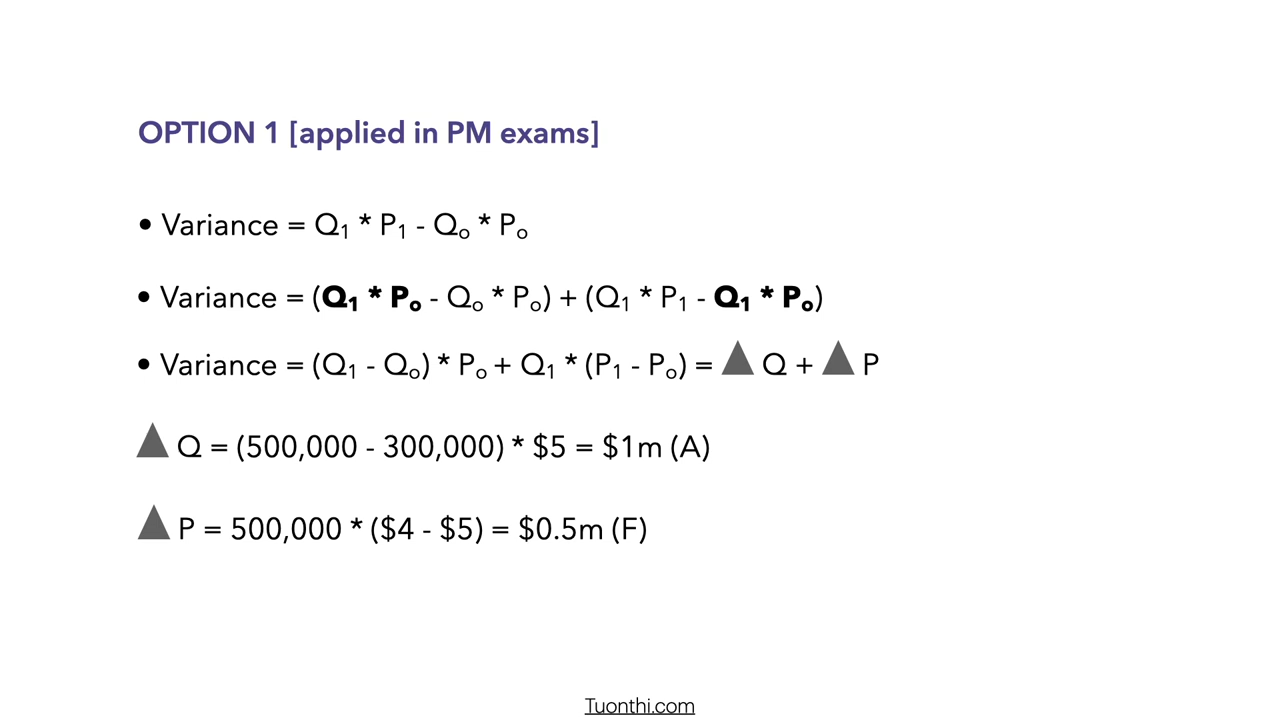 OPTION 1 [applied in PM exams]
• Variance = Q₁ * P₁ - Qₒ * Pₒ
• Variance = (Q₁ * Pₒ - Qₒ * Pₒ) + (Q₁ * P₁ - Q₁ * Pₒ)
• Variance = (Q₁ - Qₒ) * Pₒ + Q₁ * (P₁ - Pₒ) = ▲ Q + ▲ P
▲ Q = (500,000 - 300,000) * $5 = $1m (A)
▲ P = 500,000 * ($4 - $5) = $0.5m (F)
Tuonthi.com